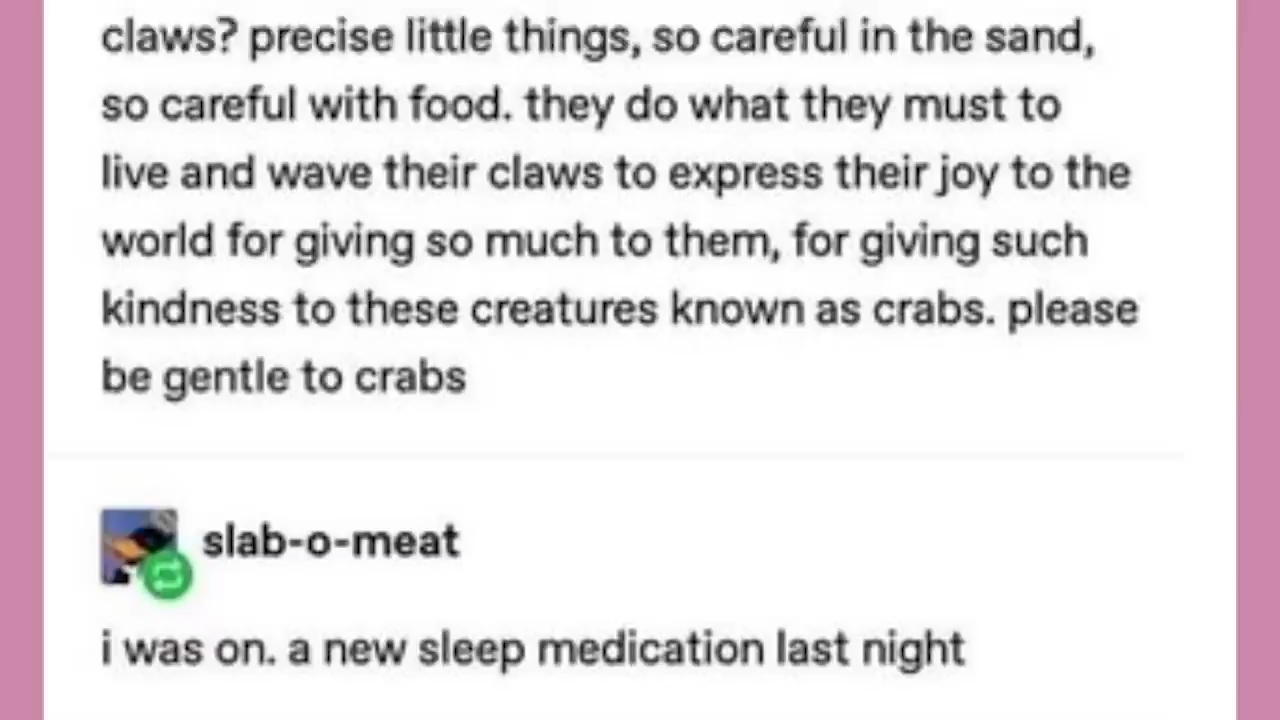 claws? precise little things, so careful in the sand,
so careful with food. they do what they must to
live and wave their claws to express their joy to the
world for giving so much to them, for giving such
kindness to these creatures known as crabs. please
be gentle to crabs
slab-o-meat
i was on. a new sleep medication last night